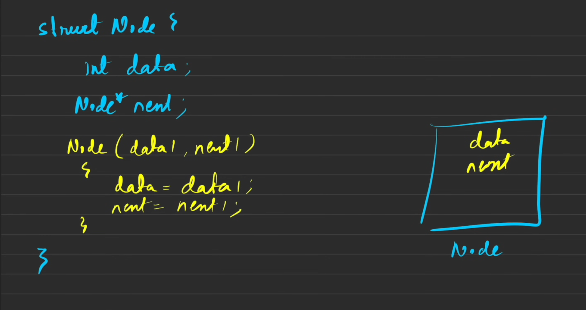 struct Node {
int data;
Node* next;
Node (data1, next1)
{
data = data1;
next = next1;
}
}
data
next
Node